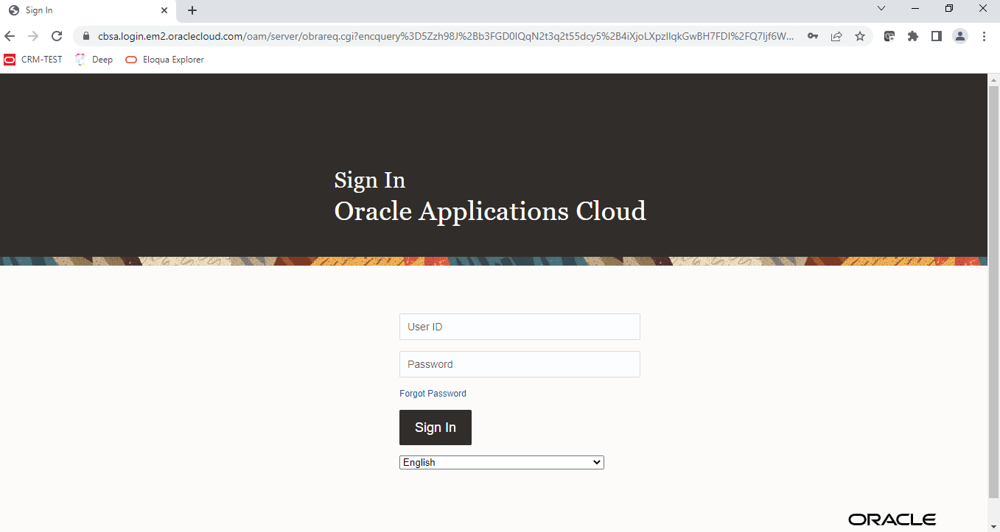 Sign In
cbsa.login.em2.oraclecloud.com/oam/server/obrareq.cgi?encquery%3D5Zzh98J%2Bb3FGD0IQqN2t3q2t55dcy5%2B4iXjoLXpzlIqkGwBH7FDI%2FQ7ljf6W...
CRM-TEST Deep Eloqua Explorer
Sign In
Oracle Applications Cloud
User ID
Password
Forgot Password
Sign In
English
ORACLE